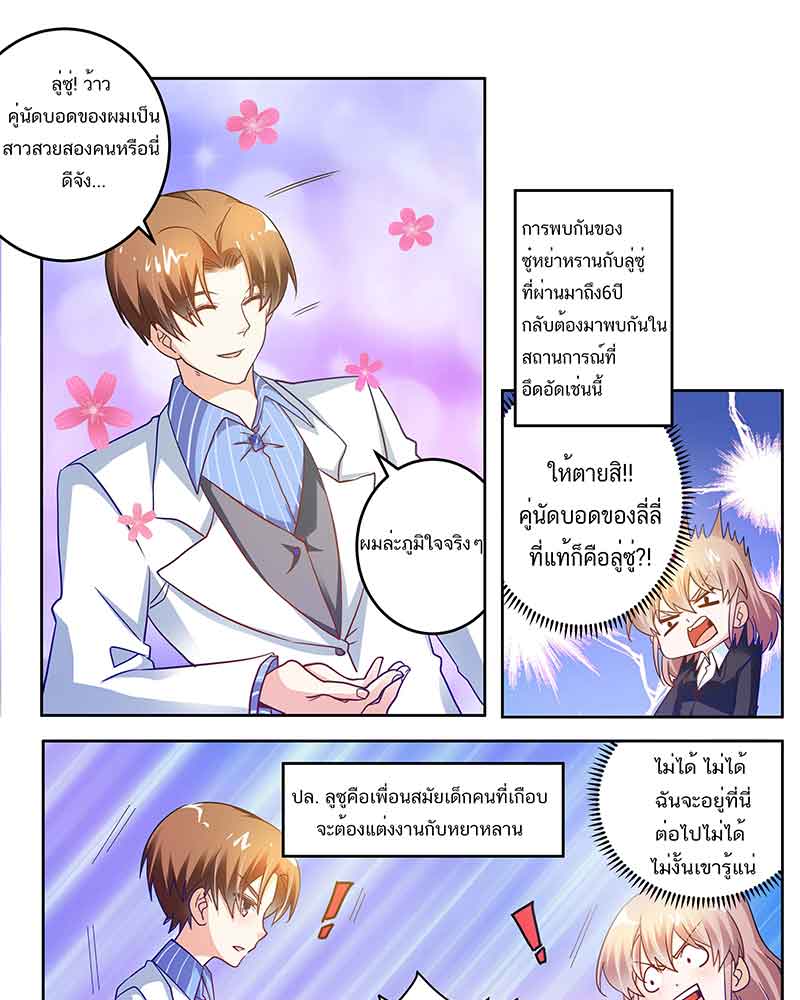 ลู่ซู่! ว้าว
คู่นัดบอดของผมเป็น
สาวสวยสองคนหรือนี่
ดีจัง...
ผมล่ะภูมิใจจริงๆ
การพบกันของ
ซู่หย่าหรานกับลู่ซู่
ที่ผ่านมาถึง6ปี
กลับต้องมาพบกันใน
สถานการณ์ที่
อึดอัดเช่นนี้
ให้ตายสิ!!
คู่นัดบอดของลี่ลี่
ที่แท้ก็คือลู่ซู่?!
ปล. ลูซูคือเพื่อนสมัยเด็กคนที่เกือบ
จะต้องแต่งงานกับหยาหลาน
ไม่ได้ ไม่ได้
ฉันจะอยู่ที่นี่
ต่อไปไม่ได้
ไม่งั้นเขารู้แน่